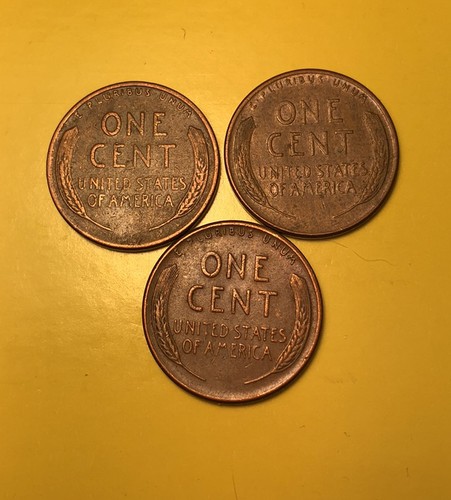 E PLURIBUS UNUM
ONE
CENT
UNITED STATES
OF AMERICA
E PLURIBUS UNUM
ONE
CENT
UNITED STATES
OF AMERICA
E PLURIBUS UNUM
ONE
CENT
UNITED STATES
OF AMERICA